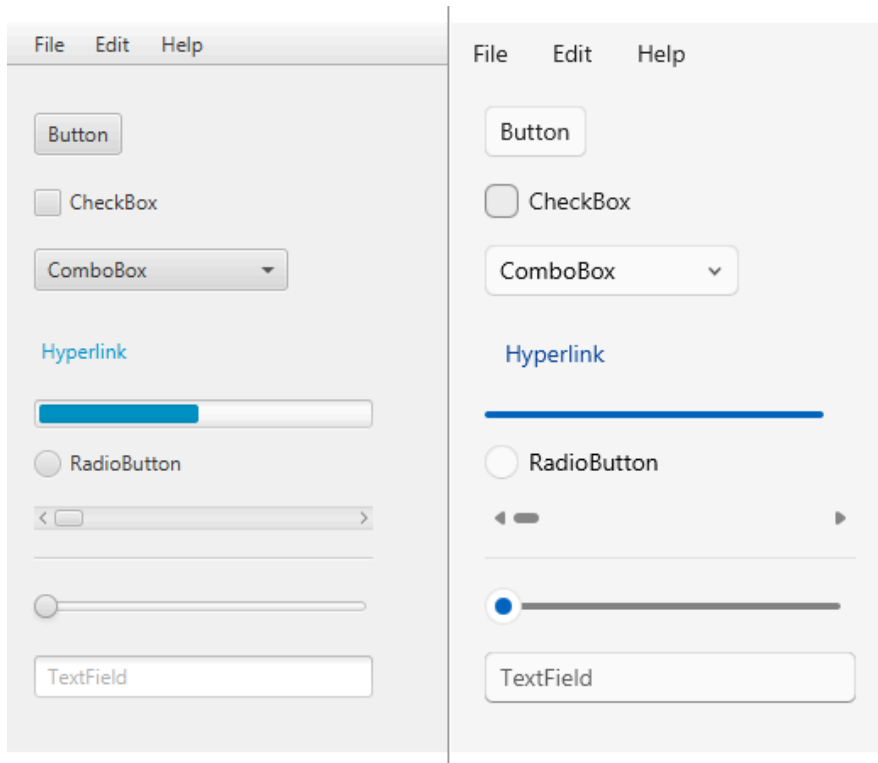 File Edit Help
Button
CheckBox
ComboBox
Hyperlink
RadioButton
TextField
File Edit Help
Button
CheckBox
ComboBox
Hyperlink
RadioButton
TextField